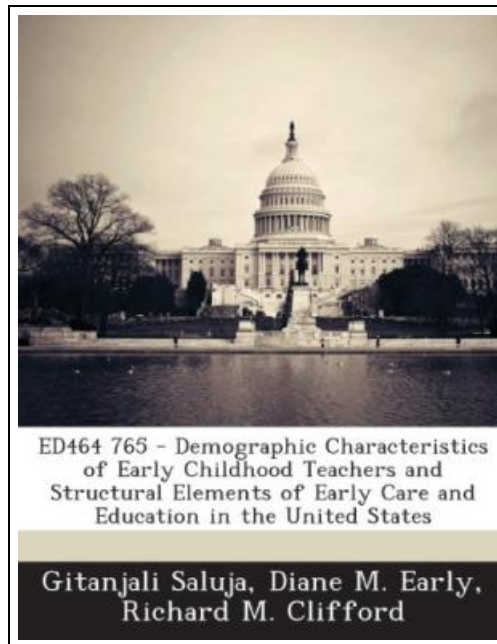 ED464 765 - Demographic Characteristics
of Early Childhood Teachers and
Structural Elements of Early Care and
Education in the United States
Gitanjali Saluja, Diane M. Early,
Richard M. Clifford